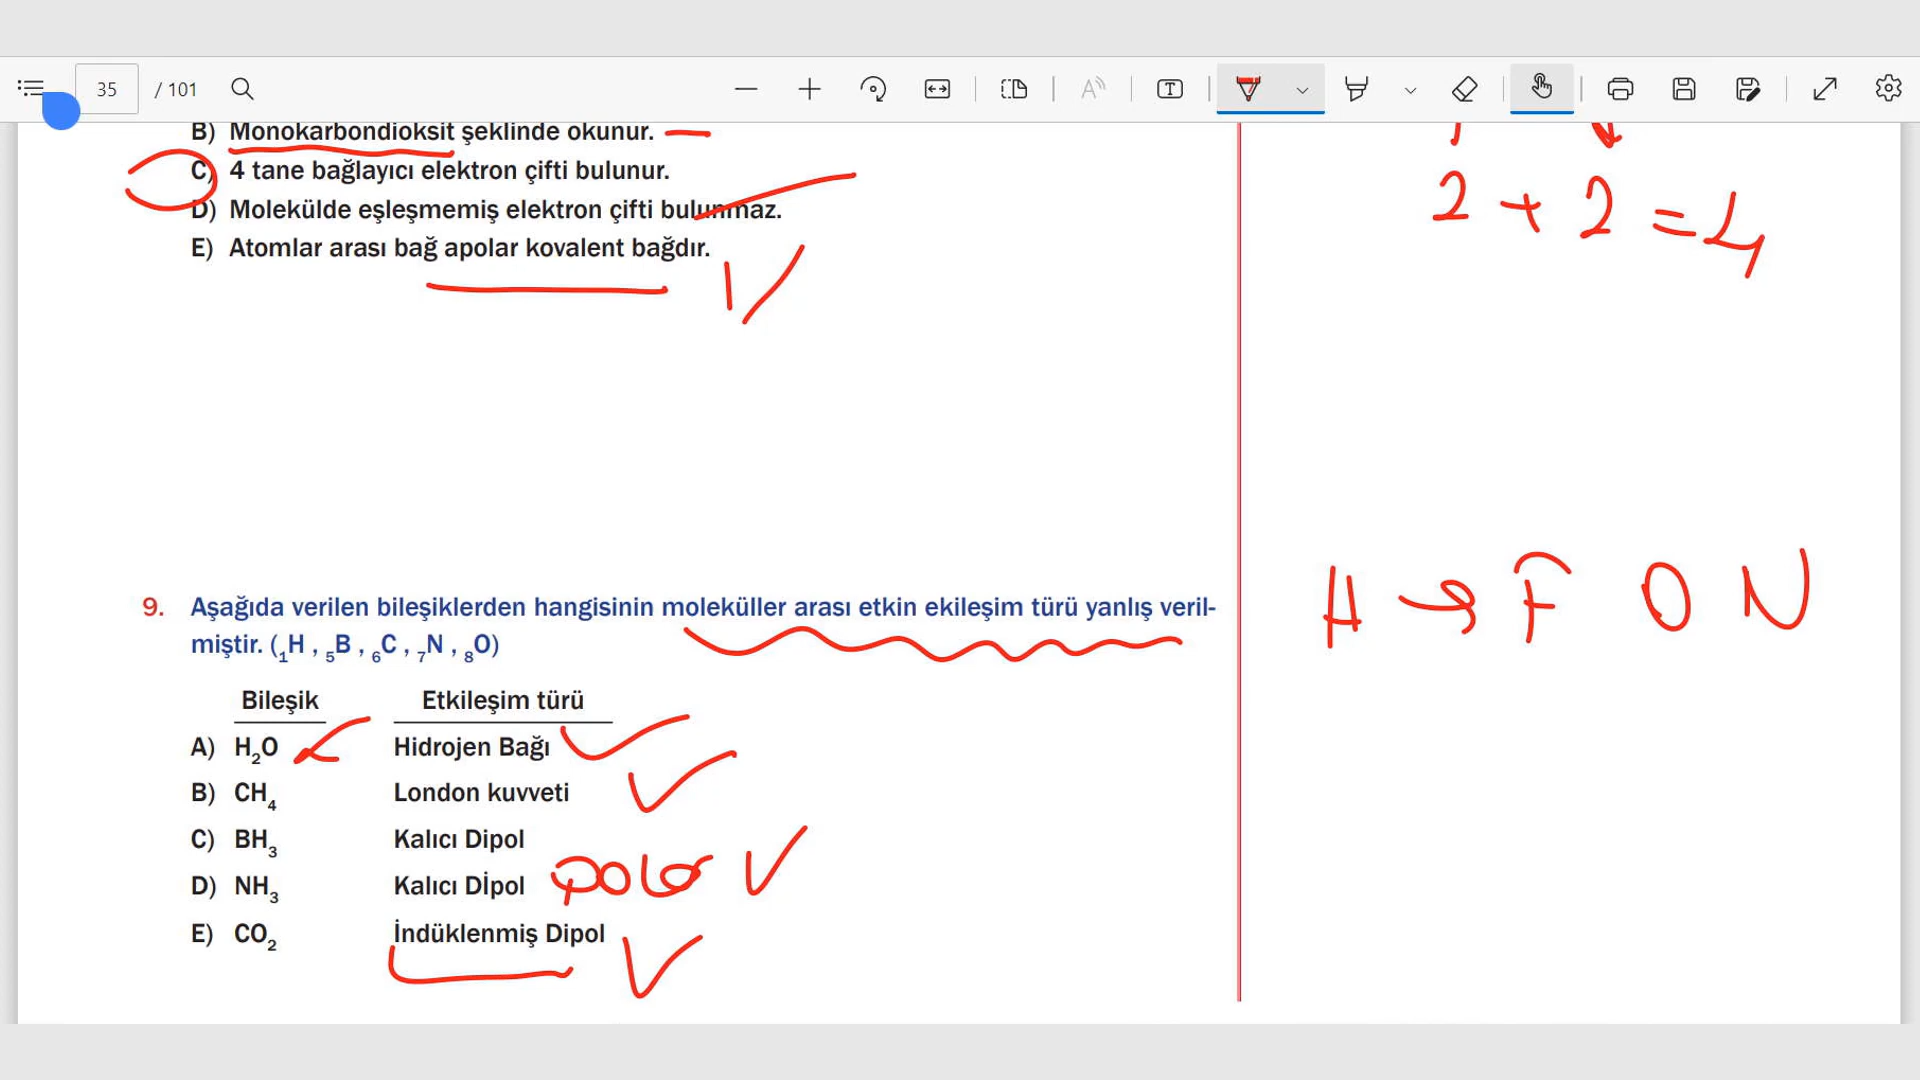 35 / 101
B) Monokarbondioksit şeklinde okunur.
C) 4 tane bağlayıcı elektron çifti bulunur.
D) Molekülde eşleşmemiş elektron çifti bulunmaz.
E) Atomlar arası bağ apolar kovalent bağdır.
2 + 2 = 4
9. Aşağıda verilen bileşiklerden hangisinin moleküller arası etkin ekileşim türü yanlış veril-
miştir. (₁H , ₅B , ₆C , ₇N , ₈O)
H → F O N
Bileşik Etkileşim türü
A) H₂O Hidrojen Bağı
B) CH₄ London kuvveti
C) BH₃ Kalıcı Dipol
D) NH₃ Kalıcı Dİpol polar
E) CO₂ İndüklenmiş Dipol